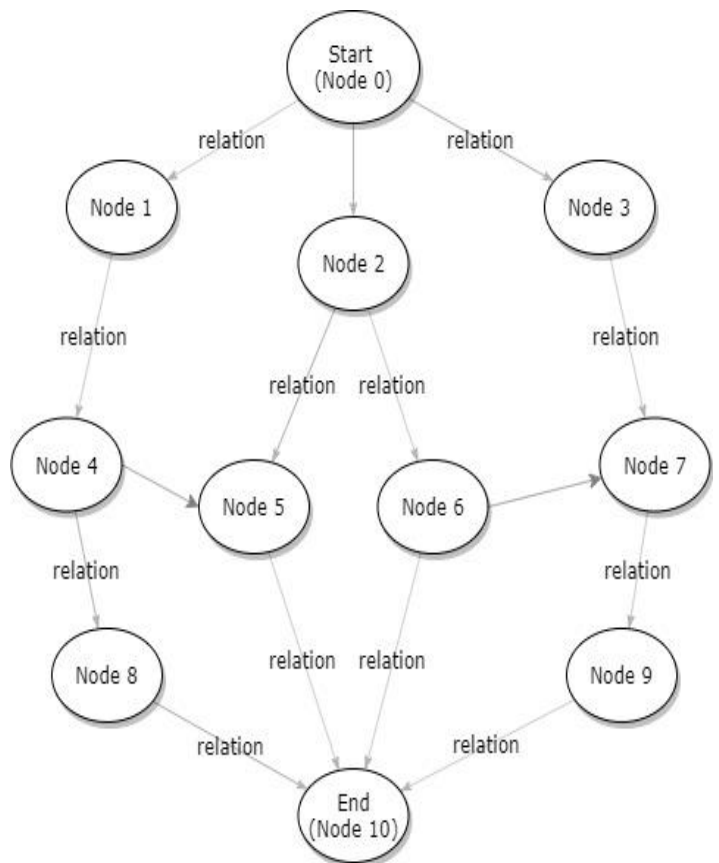 Start
(Node 0)
relation
relation
Node 1
Node 3
Node 2
relation
relation
relation
relation
Node 4
Node 7
Node 5
Node 6
relation
relation
relation
relation
Node 8
Node 9
relation
relation
End
(Node 10)